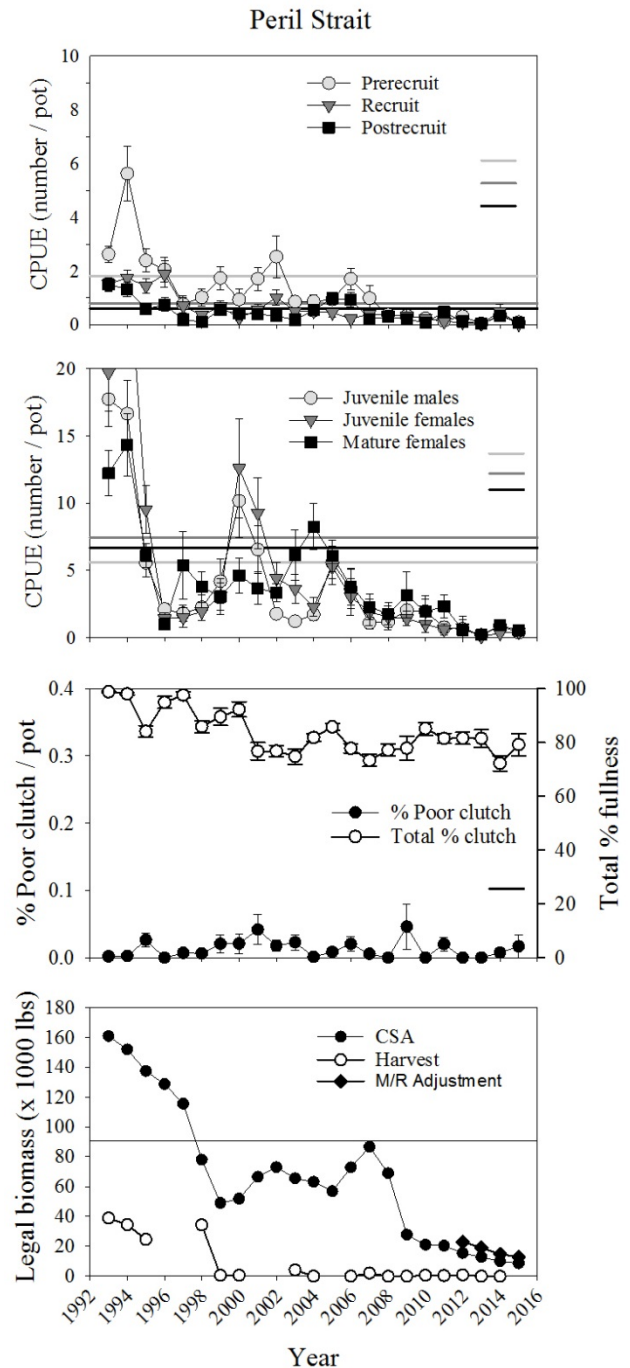 Peril Strait
CPUE (number / pot)
10
8
6
4
2
0
Prerecruit
Recruit
Postrecruit
CPUE (number / pot)
20
15
10
5
0
Juvenile males
Juvenile females
Mature females
% Poor clutch / pot
0.4
0.3
0.2
0.1
0.0
% Poor clutch
Total % clutch
100
80
60
40
20
0
Total % fullness
Legal biomass (x 1000 lbs)
180
160
140
120
100
80
60
40
20
0
CSA
Harvest
M/R Adjustment
1992
1994
1996
1998
2000
2002
2004
2006
2008
2010
2012
2014
2016
Year